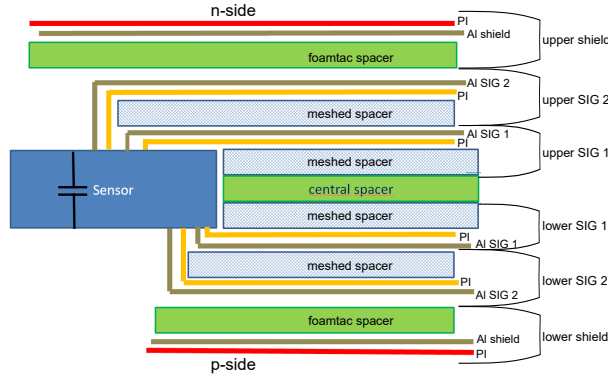 n-side
PI
Al shield
upper shield
foamtac spacer
Al SIG 2
PI
upper SIG 2
meshed spacer
Al SIG 1
PI
upper SIG 1
meshed spacer
Sensor
central spacer
meshed spacer
lower SIG 1
PI
Al SIG 1
meshed spacer
lower SIG 2
PI
Al SIG 2
foamtac spacer
lower shield
Al shield
PI
p-side